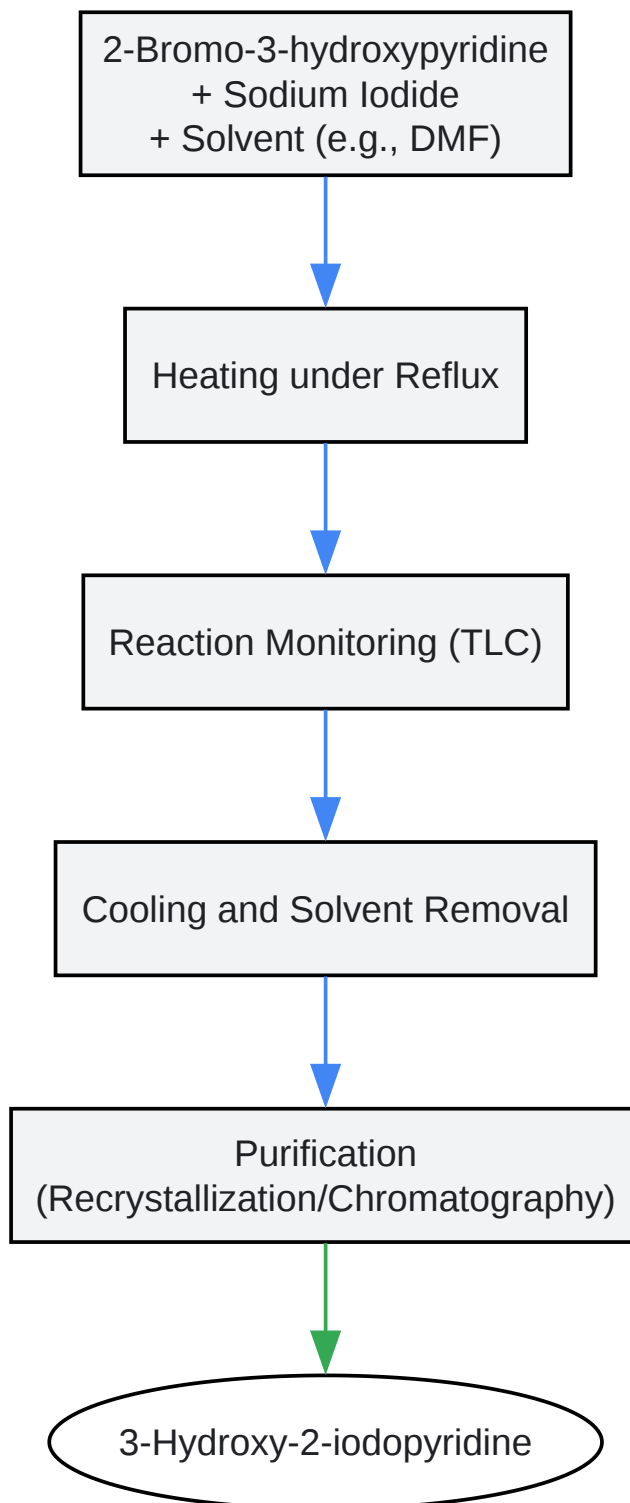 2-Bromo-3-hydroxypyridine
+ Sodium Iodide
+ Solvent (e.g., DMF)
Heating under Reflux
Reaction Monitoring (TLC)
Cooling and Solvent Removal
Purification
(Recrystallization/Chromatography)
3-Hydroxy-2-iodopyridine